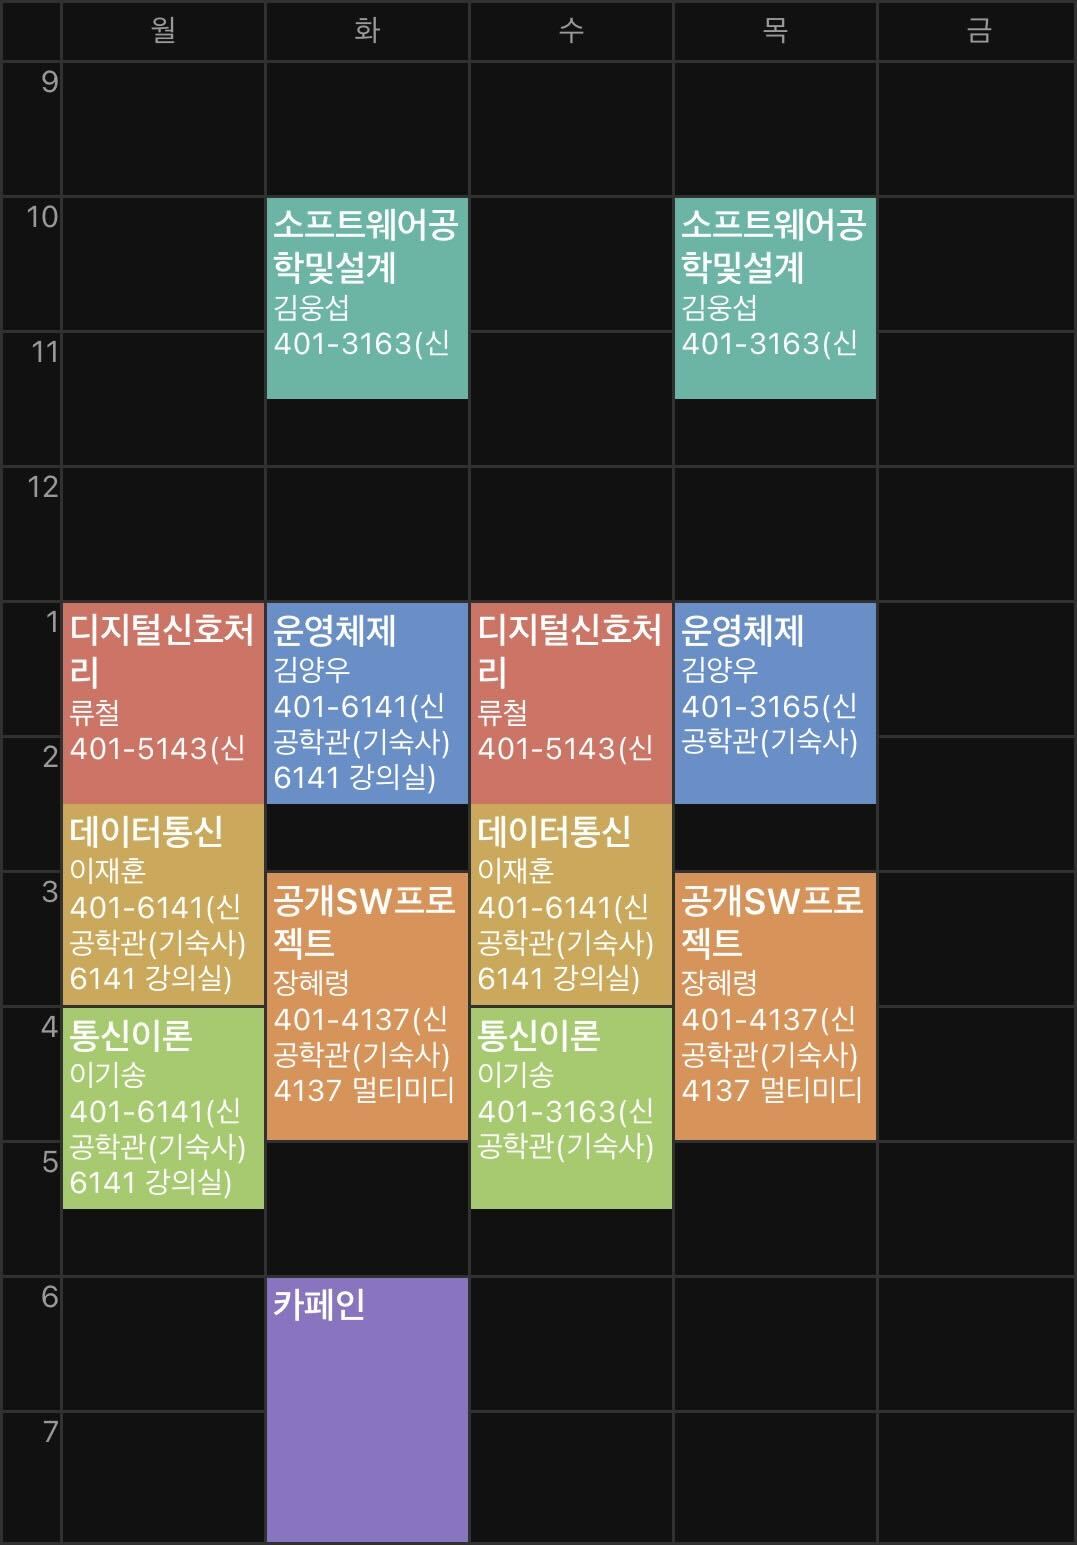 월 화 수 목 금
9
10
11
12
1
2
3
4
5
6
7
디지털신호처
리
류철
401-5143(신
데이터통신
이재훈
401-6141(신
공학관(기숙사)
6141 강의실)
통신이론
이기송
401-6141(신
공학관(기숙사)
6141 강의실)
소프트웨어공
학및설계
김웅섭
401-3163(신
운영체제
김양우
401-6141(신
공학관(기숙사)
6141 강의실)
공개SW프로
젝트
장혜령
401-4137(신
공학관(기숙사)
4137 멀티미디
카페인
디지털신호처
리
류철
401-5143(신
데이터통신
이재훈
401-6141(신
공학관(기숙사)
6141 강의실)
통신이론
이기송
401-3163(신
공학관(기숙사)
소프트웨어공
학및설계
김웅섭
401-3163(신
운영체제
김양우
401-3165(신
공학관(기숙사)
공개SW프로
젝트
장혜령
401-4137(신
공학관(기숙사)
4137 멀티미디